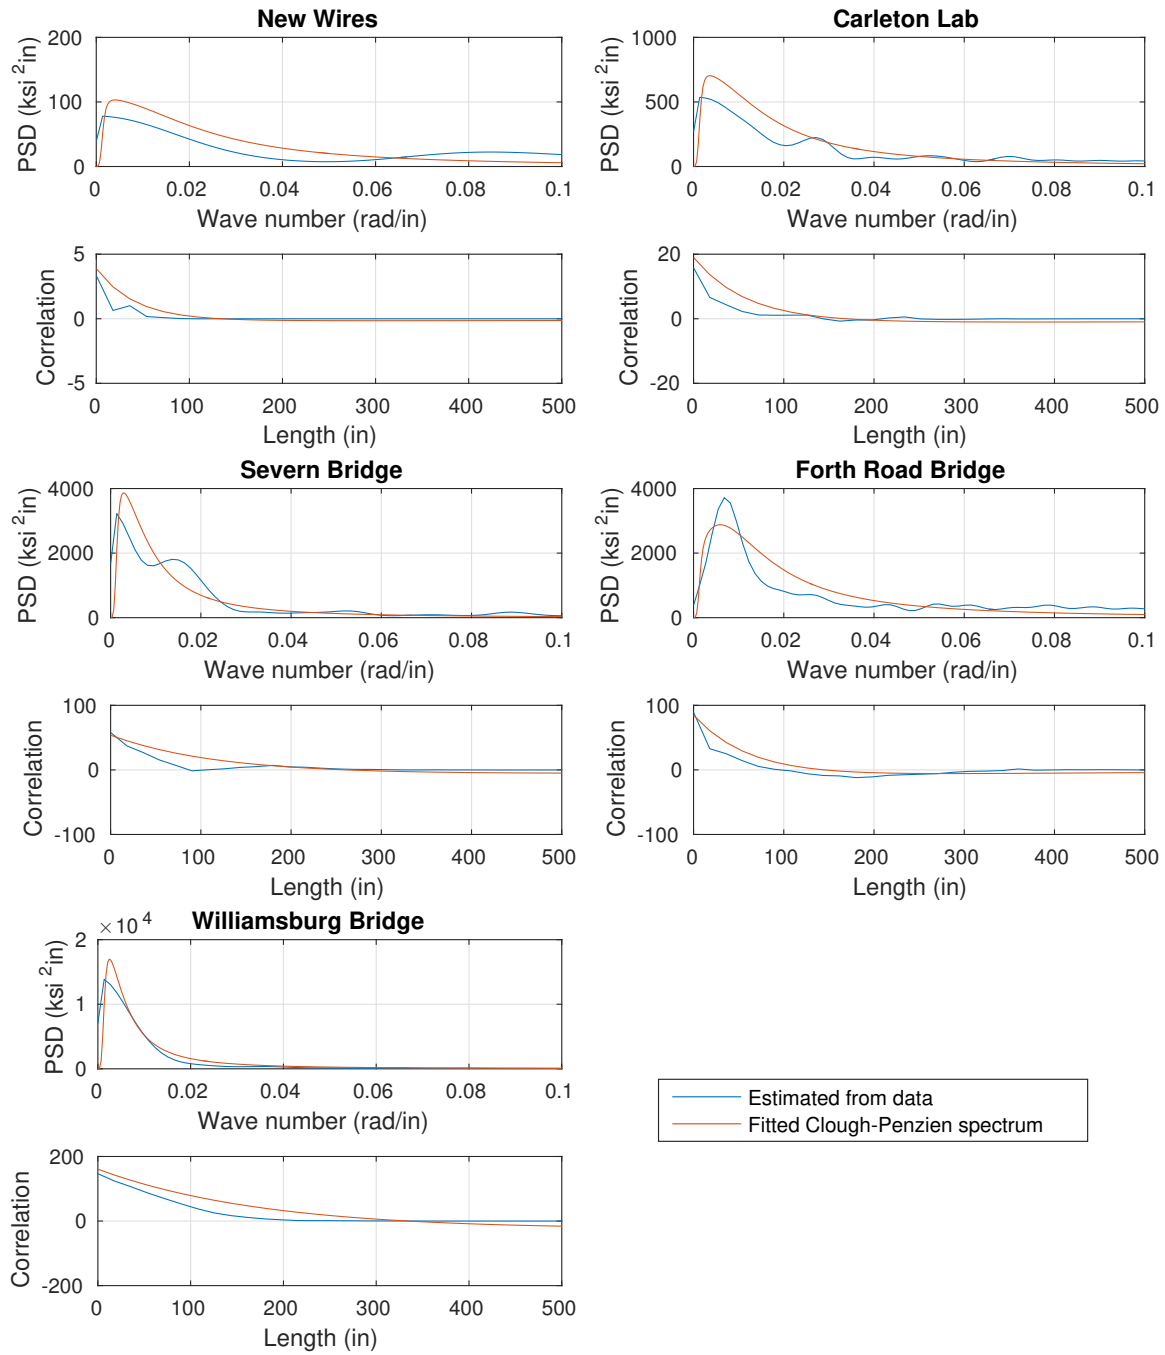 New Wires
PSD (ksi 2in)
200
100
0
0 0.02 0.04 0.06 0.08 0.1
Wave number (rad/in)
Correlation
5
0
-5
0 100 200 300 400 500
Length (in)
Carleton Lab
PSD (ksi 2in)
1000
500
0
0 0.02 0.04 0.06 0.08 0.1
Wave number (rad/in)
Correlation
20
0
-20
0 100 200 300 400 500
Length (in)
Severn Bridge
PSD (ksi 2in)
4000
2000
0
0 0.02 0.04 0.06 0.08 0.1
Wave number (rad/in)
Correlation
100
0
-100
0 100 200 300 400 500
Length (in)
Forth Road Bridge
PSD (ksi 2in)
4000
2000
0
0 0.02 0.04 0.06 0.08 0.1
Wave number (rad/in)
Correlation
100
0
-100
0 100 200 300 400 500
Length (in)
Williamsburg Bridge
×10 4
PSD (ksi 2in)
2
1
0
0 0.02 0.04 0.06 0.08 0.1
Wave number (rad/in)
Correlation
200
0
-200
0 100 200 300 400 500
Length (in)
Estimated from data
Fitted Clough-Penzien spectrum